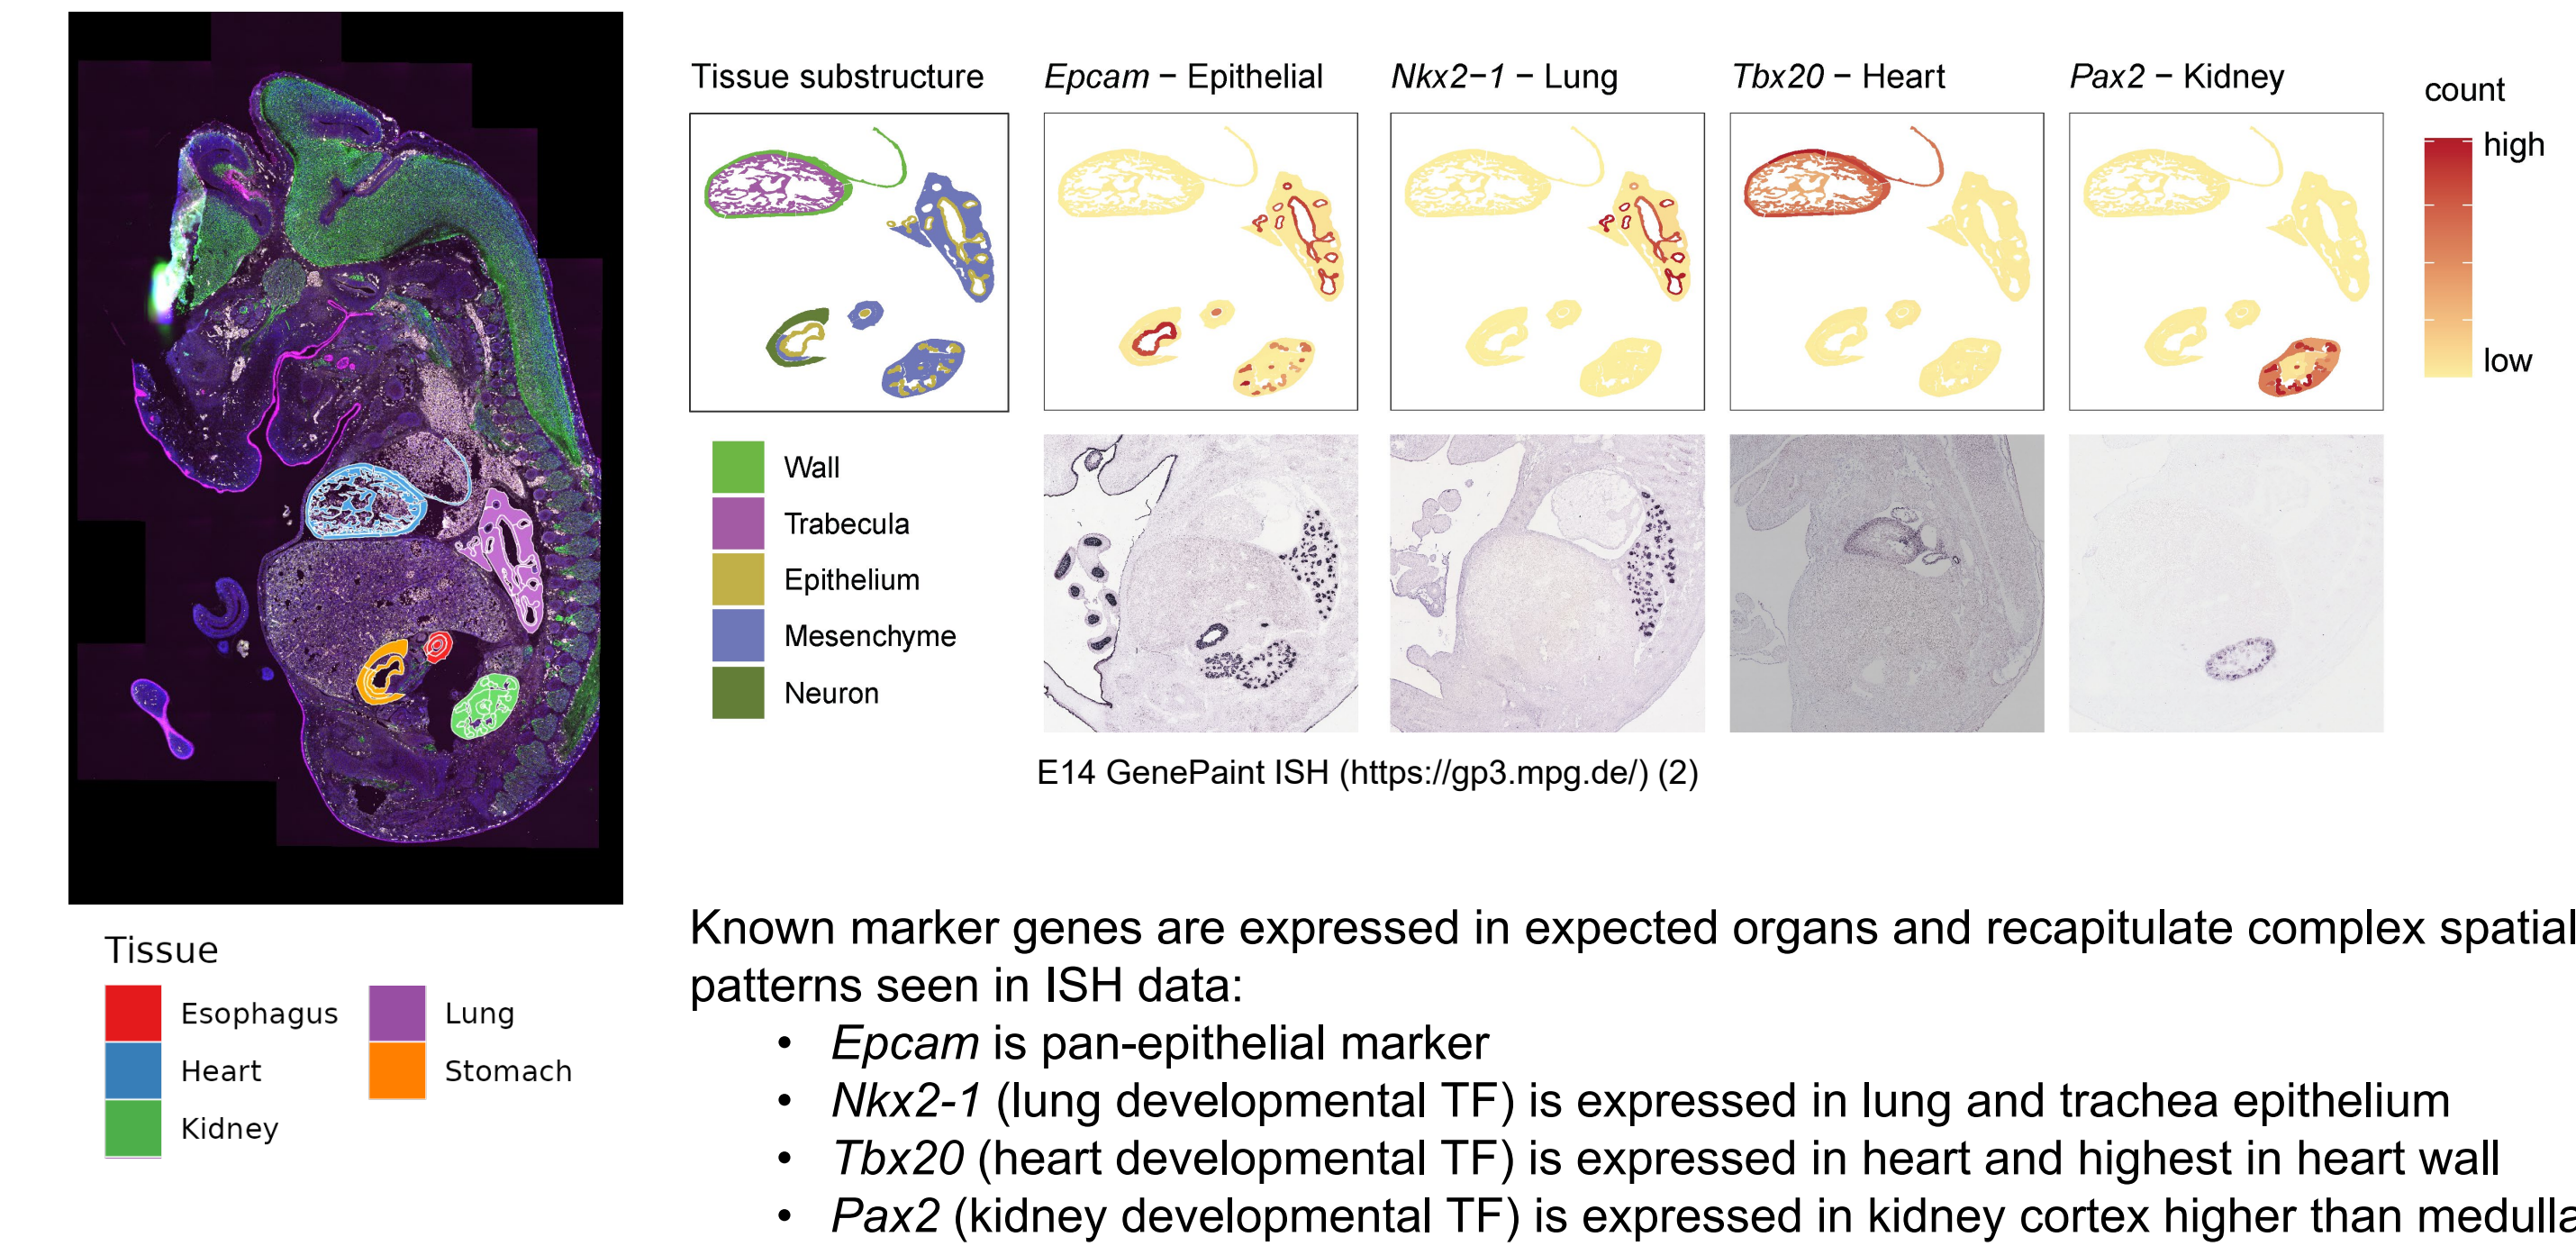 Tissue substructure
Epcam − Epithelial
Nkx2−1 − Lung
Tbx20 − Heart
Pax2 − Kidney
count
high
low
Wall
Trabecula
Epithelium
Mesenchyme
Neuron
E14 GenePaint ISH (https://gp3.mpg.de/) (2)
Tissue
Esophagus
Heart
Kidney
Lung
Stomach
Known marker genes are expressed in expected organs and recapitulate complex spatial
patterns seen in ISH data:
• Epcam is pan-epithelial marker
• Nkx2-1 (lung developmental TF) is expressed in lung and trachea epithelium
• Tbx20 (heart developmental TF) is expressed in heart and highest in heart wall
• Pax2 (kidney developmental TF) is expressed in kidney cortex higher than medulla